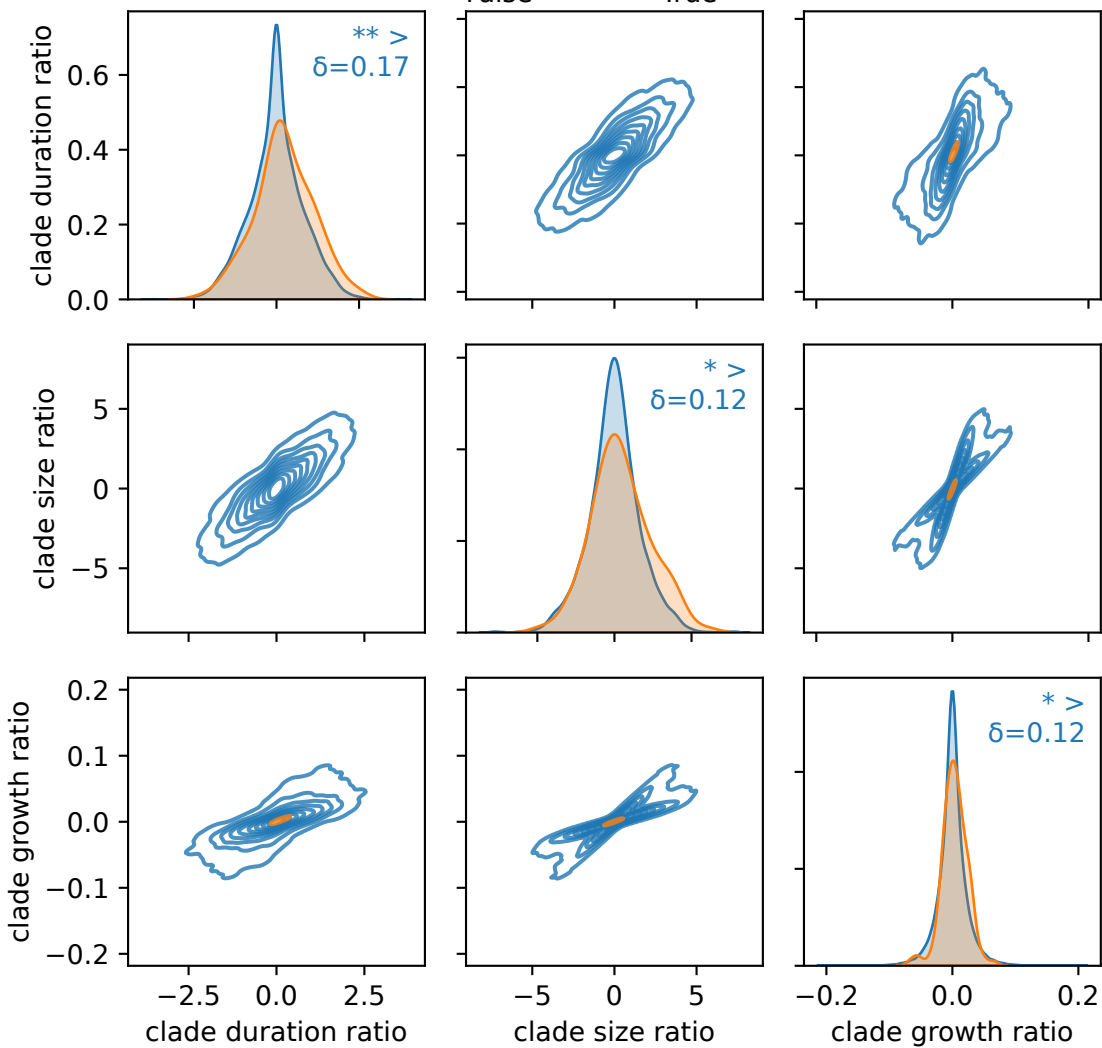 clade duration ratio
0.6
0.4
0.2
0.0
** >
δ=0.17
clade size ratio
5
0
−5
* >
δ=0.12
clade growth ratio
0.2
0.1
0.0
−0.1
−0.2
* >
δ=0.12
−2.5 0.0 2.5
clade duration ratio
−5 0 5
clade size ratio
−0.2 0.0 0.2
clade growth ratio